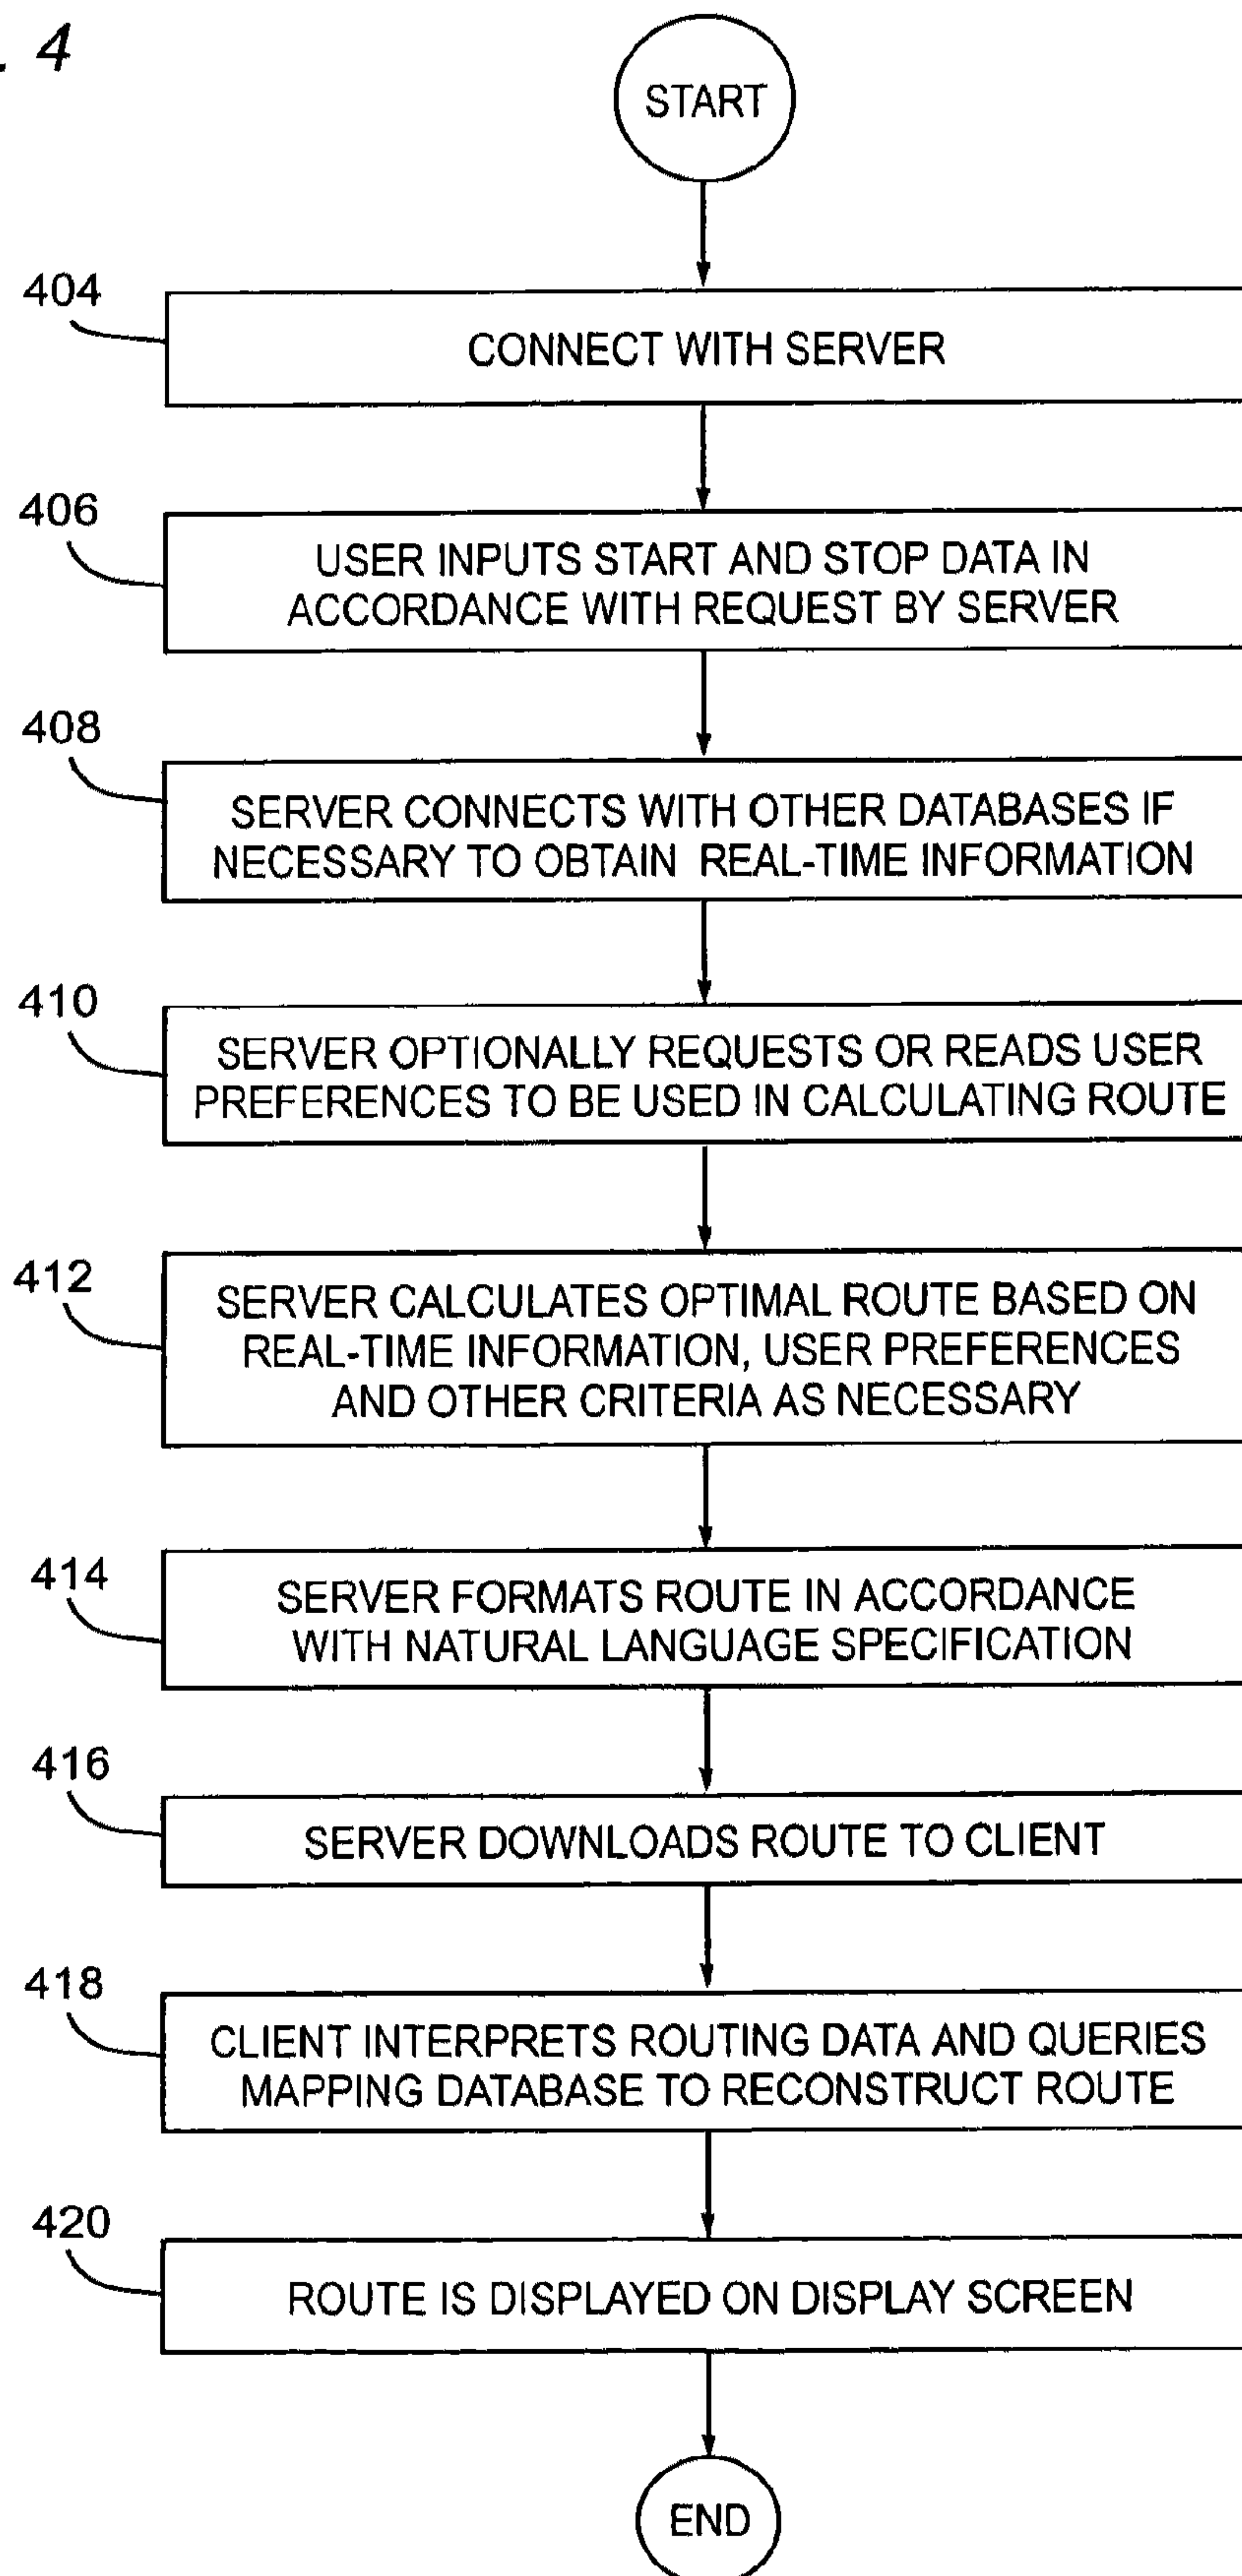 . 4
START
404
CONNECT WITH SERVER
406
USER INPUTS START AND STOP DATA IN
ACCORDANCE WITH REQUEST BY SERVER
408
SERVER CONNECTS WITH OTHER DATABASES IF
NECESSARY TO OBTAIN REAL-TIME INFORMATION
410
SERVER OPTIONALLY REQUESTS OR READS USER
PREFERENCES TO BE USED IN CALCULATING ROUTE
412
SERVER CALCULATES OPTIMAL ROUTE BASED ON
REAL-TIME INFORMATION, USER PREFERENCES
AND OTHER CRITERIA AS NECESSARY
414
SERVER FORMATS ROUTE IN ACCORDANCE
WITH NATURAL LANGUAGE SPECIFICATION
416
SERVER DOWNLOADS ROUTE TO CLIENT
418
CLIENT INTERPRETS ROUTING DATA AND QUERIES
MAPPING DATABASE TO RECONSTRUCT ROUTE
420
ROUTE IS DISPLAYED ON DISPLAY SCREEN
END